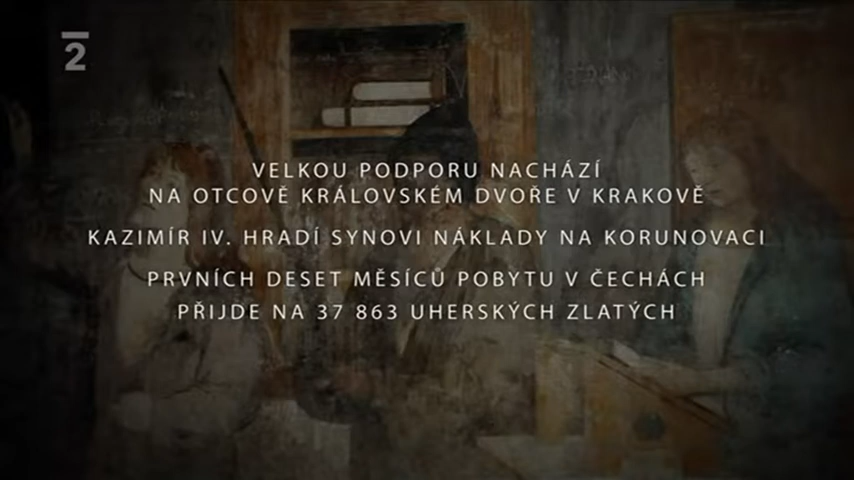 2
VELKOU PODPORU NACHÁZÍ
NA OTCOVĚ KRÁLOVSKÉM DVOŘE V KRAKOVĚ
KAZIMÍR IV. HRADÍ SYNOVI NÁKLADY NA KORUNOVACI
PRVNÍCH DESET MĚSÍCŮ POBYTU V ČECHÁCH
PŘIJDE NA 37 863 UHERSKÝCH ZLATÝCH